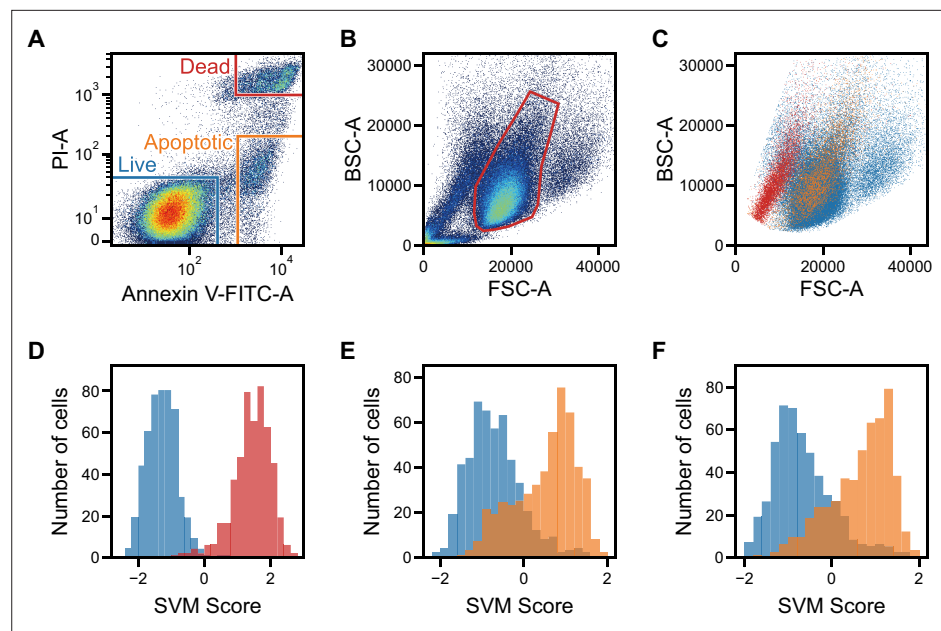 A
B
C
Dead
Apoptotic
Live
PI-A
10³
10²
10¹
0
10²
10⁴
Annexin V-FITC-A
BSC-A
30000
20000
10000
0
0
20000
40000
FSC-A
BSC-A
30000
20000
10000
0
0
20000
40000
FSC-A
D
E
F
Number of cells
80
60
40
20
0
−2
0
2
SVM Score
Number of cells
80
60
40
20
0
−2
0
2
SVM Score
Number of cells
80
60
40
20
0
−2
0
2
SVM Score